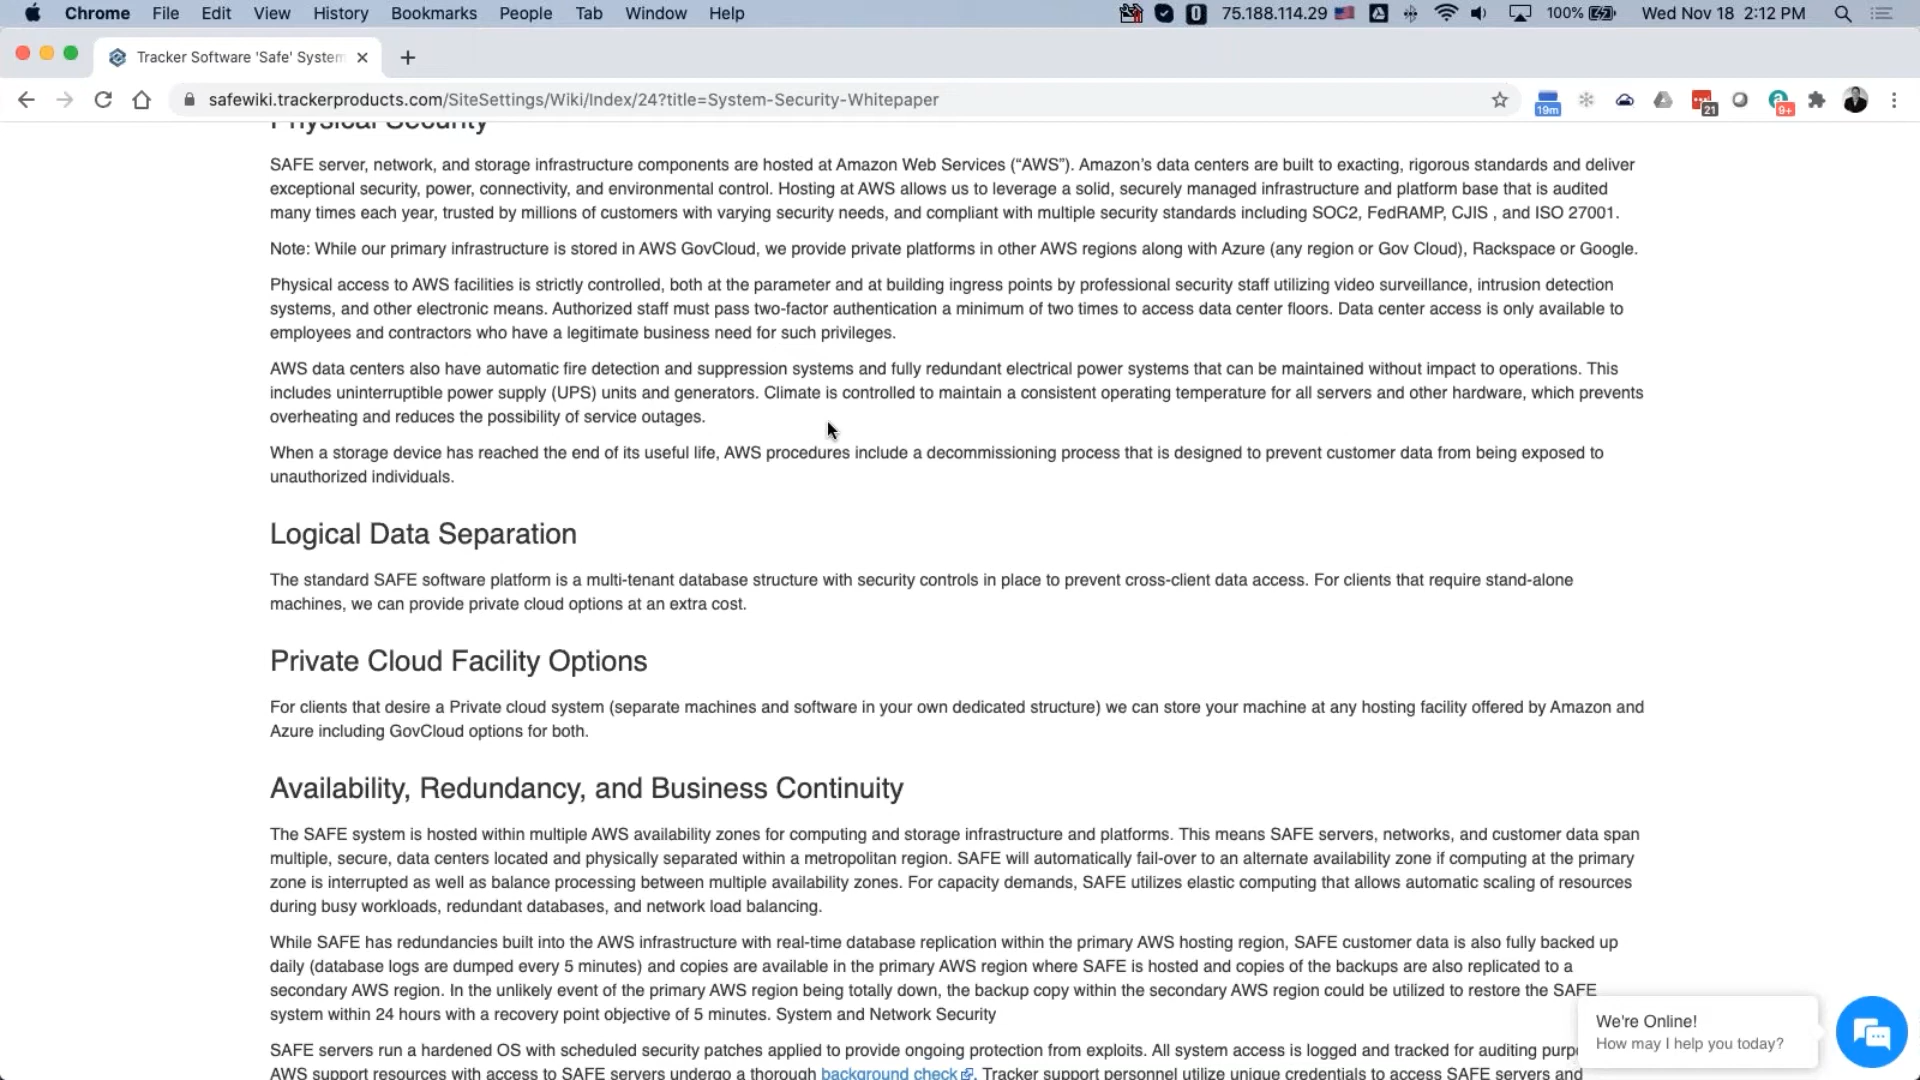 Chrome File Edit View History Bookmarks People Tab Window Help 75.188.114.29 100% Wed Nov 18 2:12 PM
Tracker Software 'Safe' System
safewiki.trackerproducts.com/SiteSettings/Wiki/Index/24?title=System-Security-Whitepaper 19m 21 9+
Physical Security
SAFE server, network, and storage infrastructure components are hosted at Amazon Web Services (“AWS”). Amazon’s data centers are built to exacting, rigorous standards and deliver
exceptional security, power, connectivity, and environmental control. Hosting at AWS allows us to leverage a solid, securely managed infrastructure and platform base that is audited
many times each year, trusted by millions of customers with varying security needs, and compliant with multiple security standards including SOC2, FedRAMP, CJIS , and ISO 27001.
Note: While our primary infrastructure is stored in AWS GovCloud, we provide private platforms in other AWS regions along with Azure (any region or Gov Cloud), Rackspace or Google.
Physical access to AWS facilities is strictly controlled, both at the parameter and at building ingress points by professional security staff utilizing video surveillance, intrusion detection
systems, and other electronic means. Authorized staff must pass two-factor authentication a minimum of two times to access data center floors. Data center access is only available to
employees and contractors who have a legitimate business need for such privileges.
AWS data centers also have automatic fire detection and suppression systems and fully redundant electrical power systems that can be maintained without impact to operations. This
includes uninterruptible power supply (UPS) units and generators. Climate is controlled to maintain a consistent operating temperature for all servers and other hardware, which prevents
overheating and reduces the possibility of service outages.
When a storage device has reached the end of its useful life, AWS procedures include a decommissioning process that is designed to prevent customer data from being exposed to
unauthorized individuals.
Logical Data Separation
The standard SAFE software platform is a multi-tenant database structure with security controls in place to prevent cross-client data access. For clients that require stand-alone
machines, we can provide private cloud options at an extra cost.
Private Cloud Facility Options
For clients that desire a Private cloud system (separate machines and software in your own dedicated structure) we can store your machine at any hosting facility offered by Amazon and
Azure including GovCloud options for both.
Availability, Redundancy, and Business Continuity
The SAFE system is hosted within multiple AWS availability zones for computing and storage infrastructure and platforms. This means SAFE servers, networks, and customer data span
multiple, secure, data centers located and physically separated within a metropolitan region. SAFE will automatically fail-over to an alternate availability zone if computing at the primary
zone is interrupted as well as balance processing between multiple availability zones. For capacity demands, SAFE utilizes elastic computing that allows automatic scaling of resources
during busy workloads, redundant databases, and network load balancing.
While SAFE has redundancies built into the AWS infrastructure with real-time database replication within the primary AWS hosting region, SAFE customer data is also fully backed up
daily (database logs are dumped every 5 minutes) and copies are available in the primary AWS region where SAFE is hosted and copies of the backups are also replicated to a
secondary AWS region. In the unlikely event of the primary AWS region being totally down, the backup copy within the secondary AWS region could be utilized to restore the SAFE
system within 24 hours with a recovery point objective of 5 minutes. System and Network Security
SAFE servers run a hardened OS with scheduled security patches applied to provide ongoing protection from exploits. All system access is logged and tracked for auditing purp
AWS support resources with access to SAFE servers undergo a thorough background check. Tracker support personnel utilize unique credentials to access SAFE servers and
We're Online!
How may I help you today?